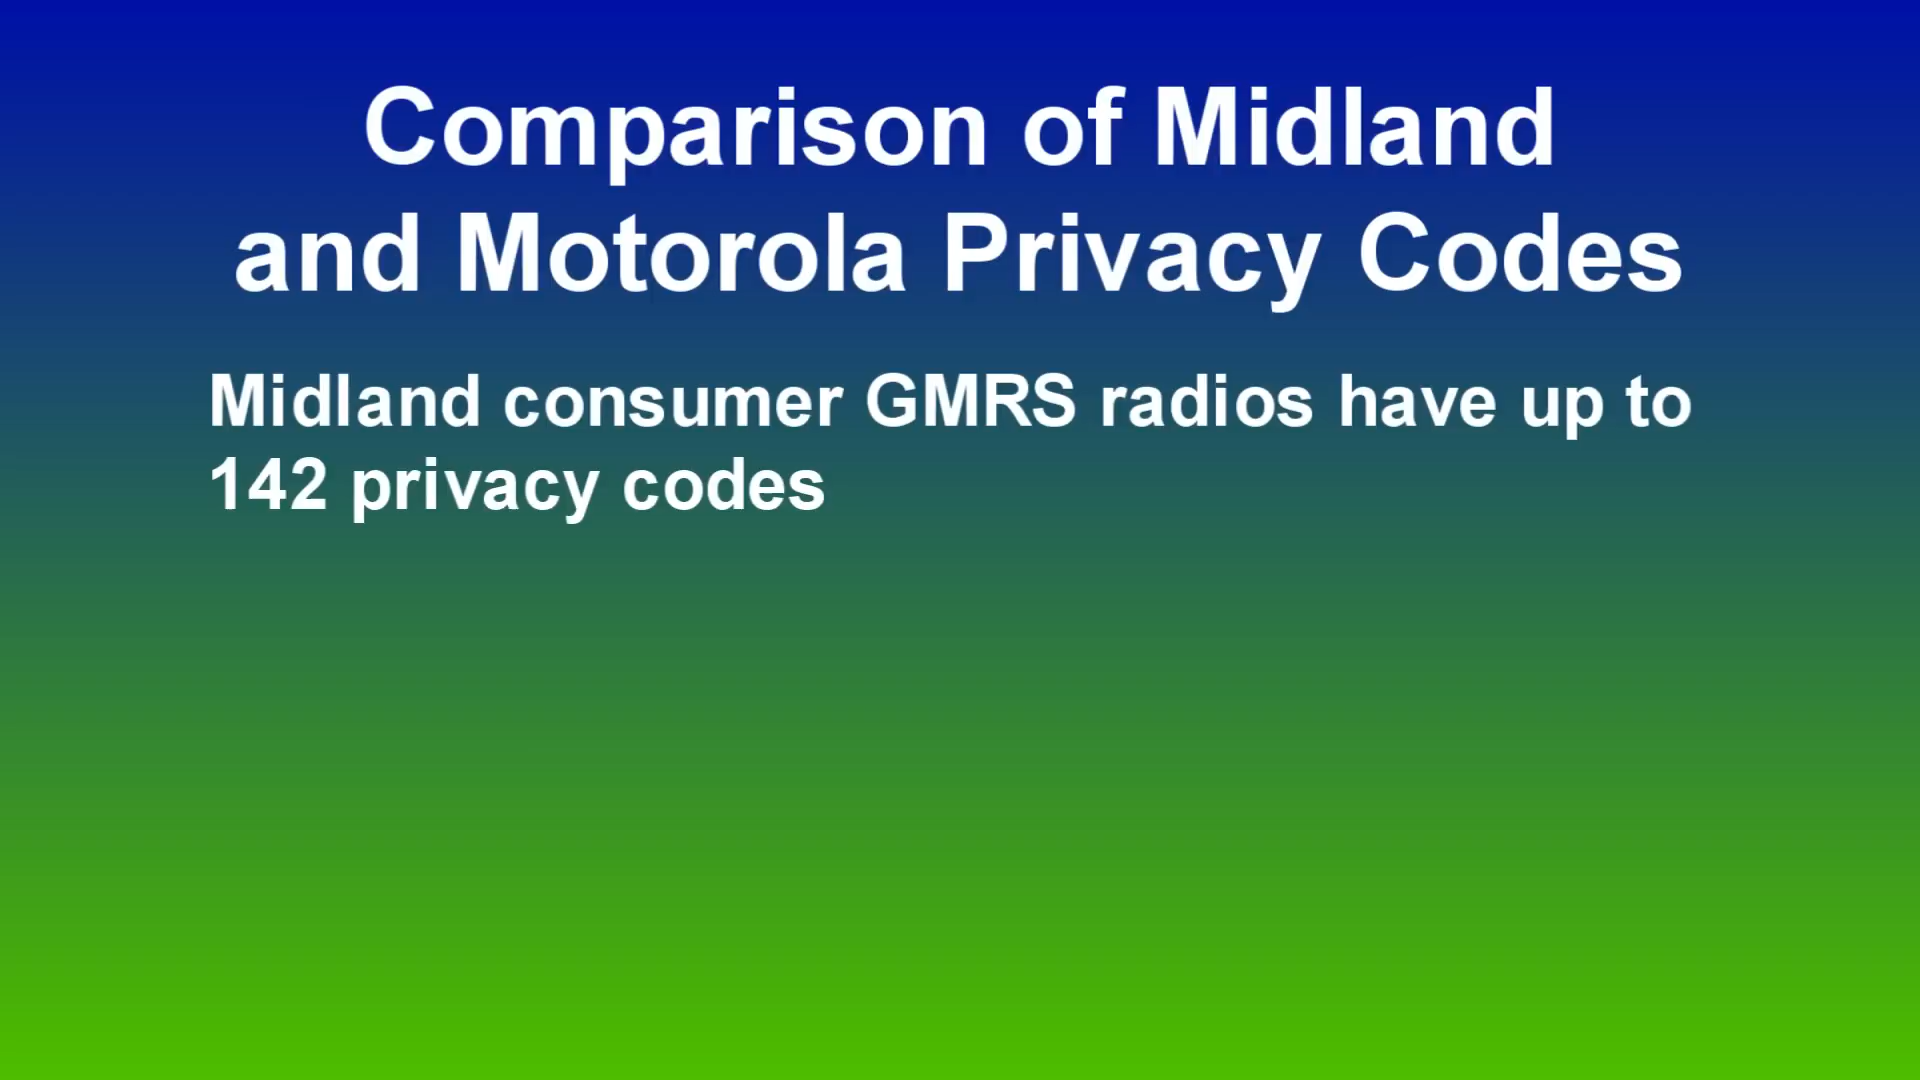 Comparison of Midland
and Motorola Privacy Codes
Midland consumer GMRS radios have up to
142 privacy codes